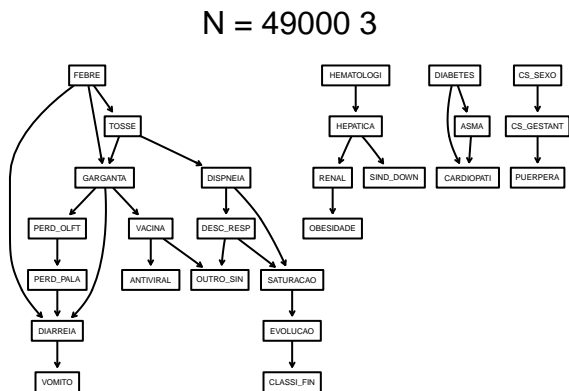 N = 49000 3
FEBRE HEMATOLOGI DIABETES CS_SEXO
TOSSE HEPATICA ASMA CS_GESTANT
GARGANTA DISPNEIA RENAL SIND_DOWN CARDIOPATI PUERPERA
PERD_OLFT VACINA DESC_RESP OBESIDADE
PERD_PALA ANTIVIRAL OUTRO_SIN SATURACAO
DIARREIA EVOLUCAO
VOMITO CLASSI_FIN